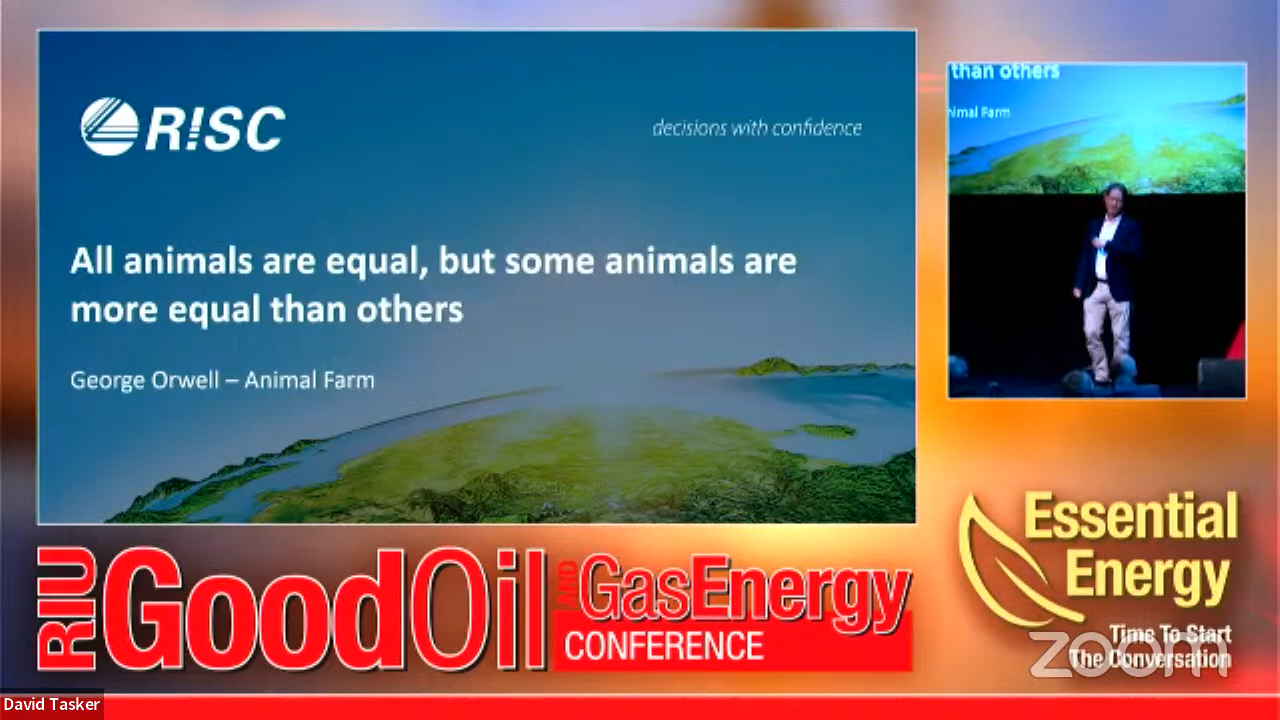 R!SC
decisions with confidence
All animals are equal, but some animals are
more equal than others
George Orwell – Animal Farm
than others
nimal Farm
RIU GoodOil AND GasEnergy
CONFERENCE
Essential
Energy
Time To Start
The Conversation
zoom
David Tasker